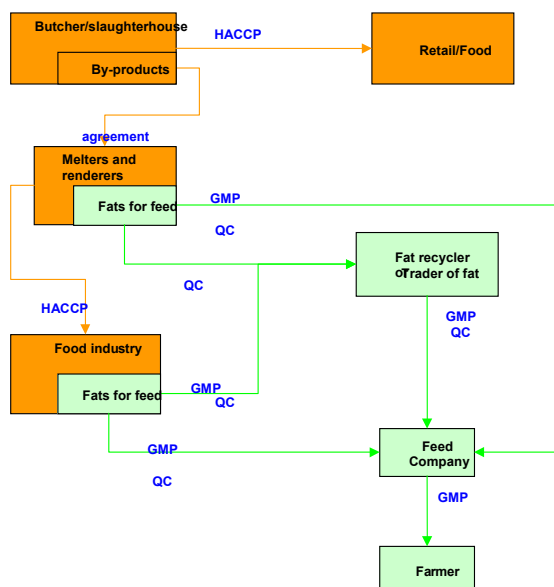 Butcher/slaughterhouse
HACCP
Retail/Food
By-products
agreement
Melters and
renderers
Fats for feed
GMP
QC
Fat recycler
or
Trader of fat
QC
HACCP
GMP
QC
Food industry
Fats for feed
GMP
QC
GMP
QC
Feed
Company
GMP
Farmer